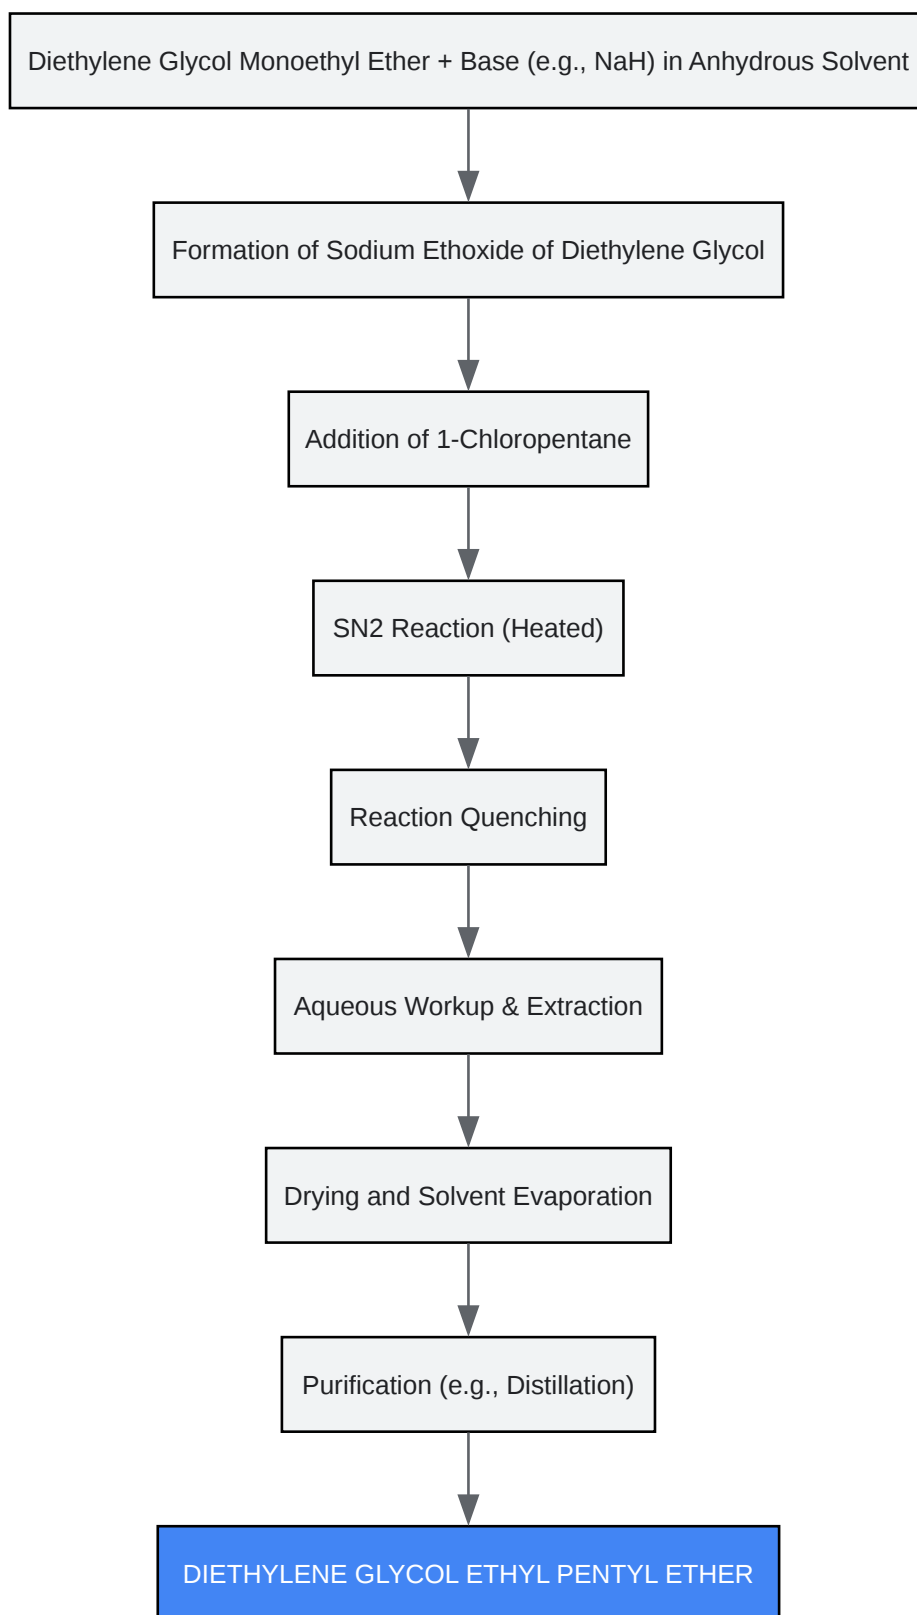 Diethylene Glycol Monoethyl Ether + Base (e.g., NaH) in Anhydrous Solvent
Formation of Sodium Ethoxide of Diethylene Glycol
Addition of 1-Chloropentane
SN2 Reaction (Heated)
Reaction Quenching
Aqueous Workup & Extraction
Drying and Solvent Evaporation
Purification (e.g., Distillation)
DIETHYLENE GLYCOL ETHYL PENTYL ETHER